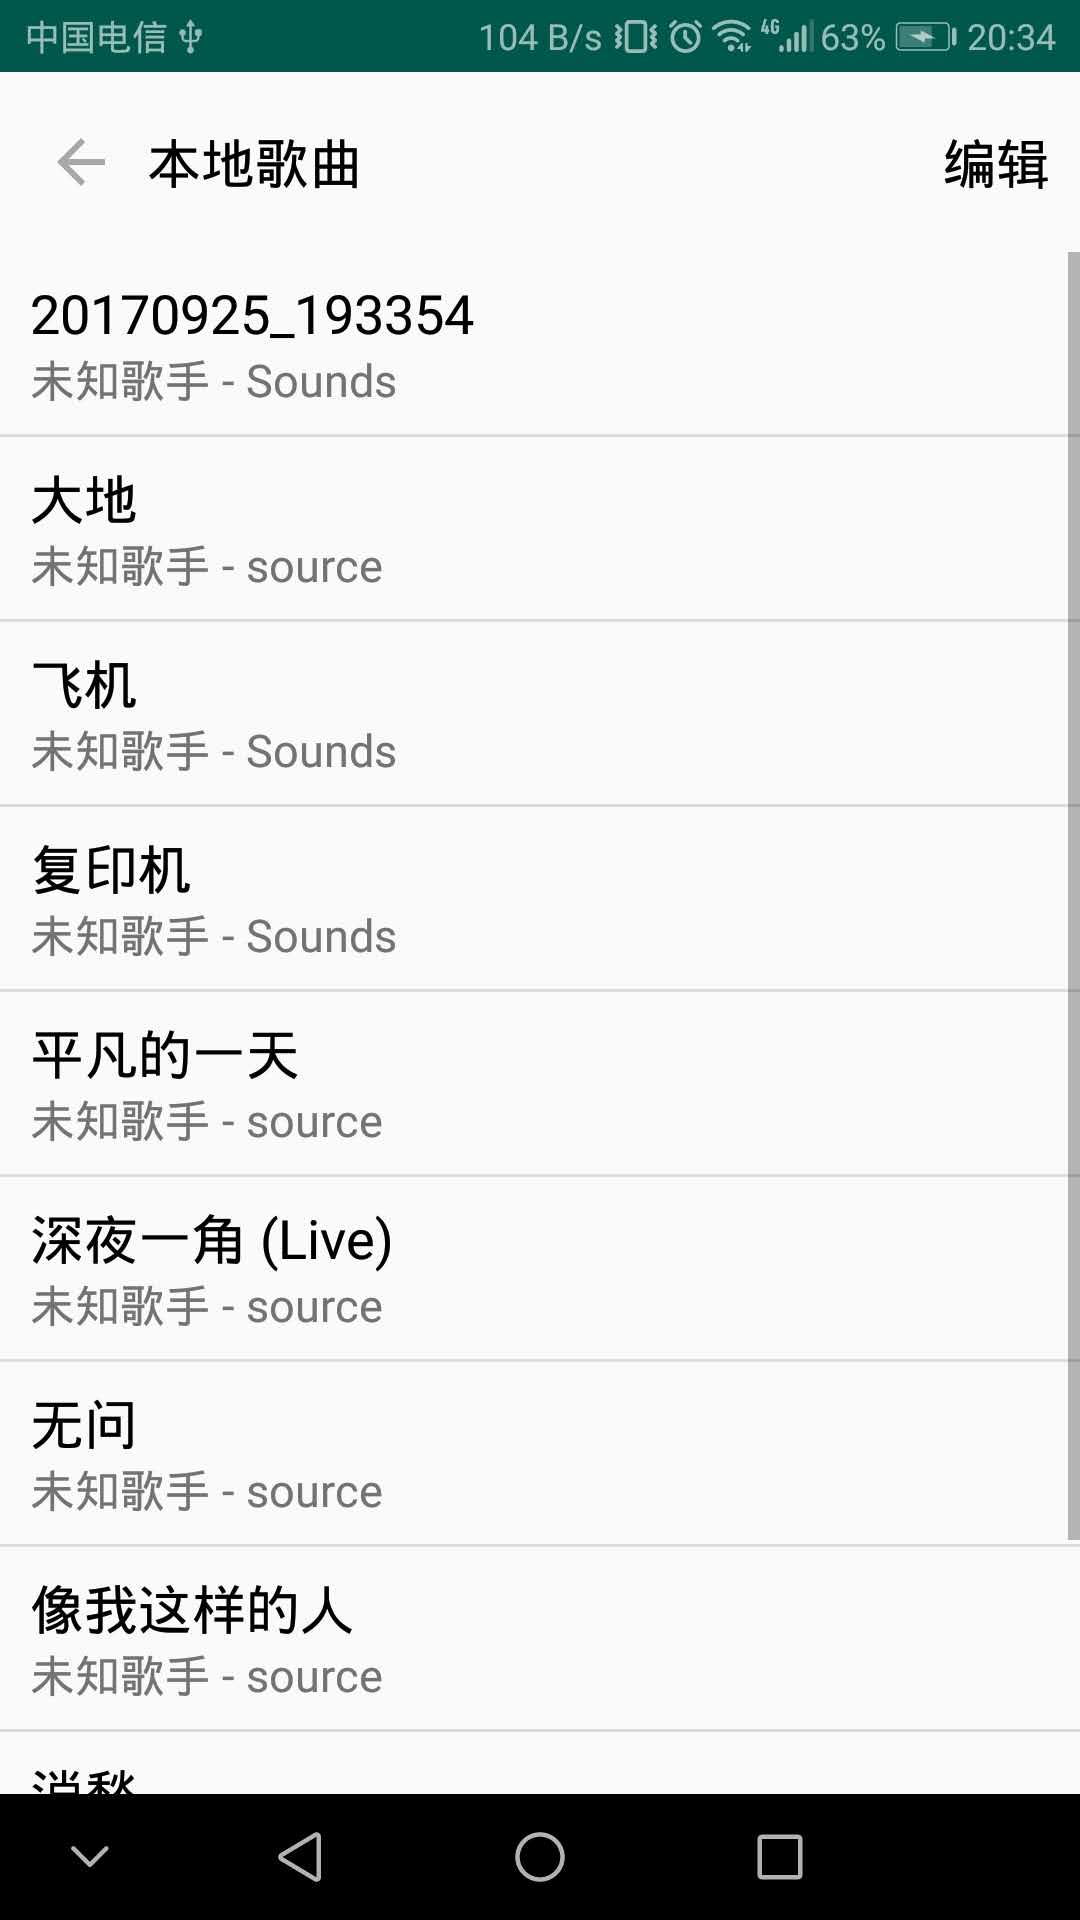 中国电信 104 B/s 4G 63% 20:34
本地歌曲 编辑
20170925_193354
未知歌手 - Sounds
大地
未知歌手 - source
飞机
未知歌手 - Sounds
复印机
未知歌手 - Sounds
平凡的一天
未知歌手 - source
深夜一角 (Live)
未知歌手 - source
无问
未知歌手 - source
像我这样的人
未知歌手 - source
消愁